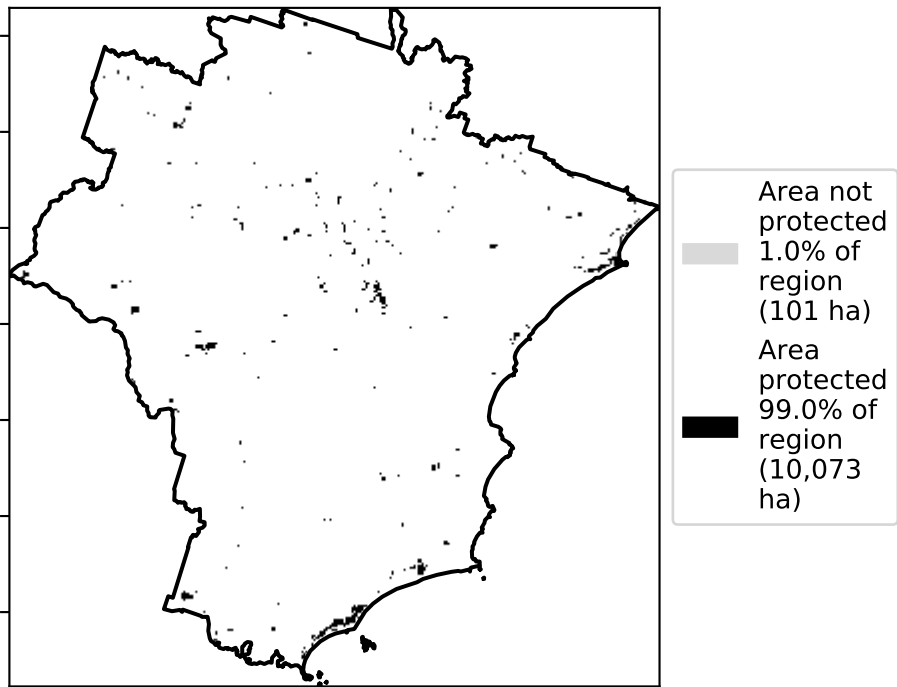 Area not
protected
1.0% of
region
(101 ha)
Area
protected
99.0% of
region
(10,073
ha)